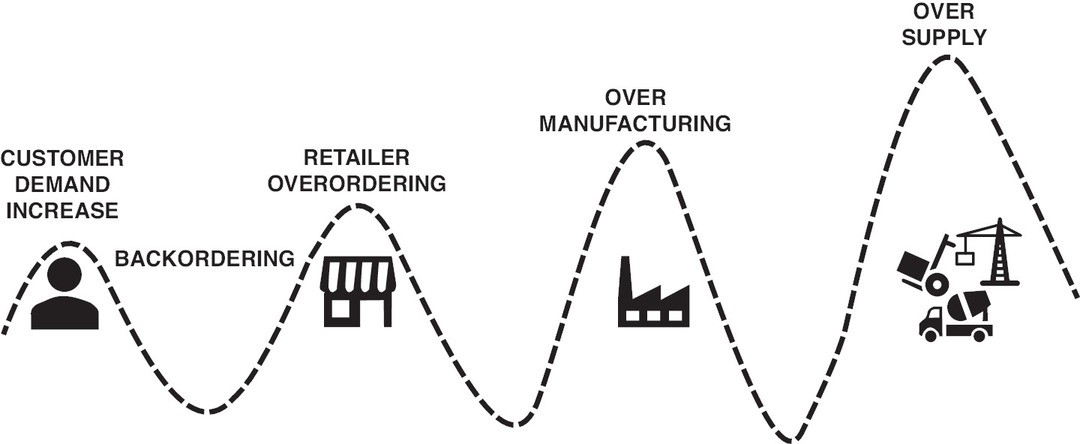 CUSTOMER
DEMAND
INCREASE
BACKORDERING
RETAILER
OVERORDERING
OVER
MANUFACTURING
OVER
SUPPLY